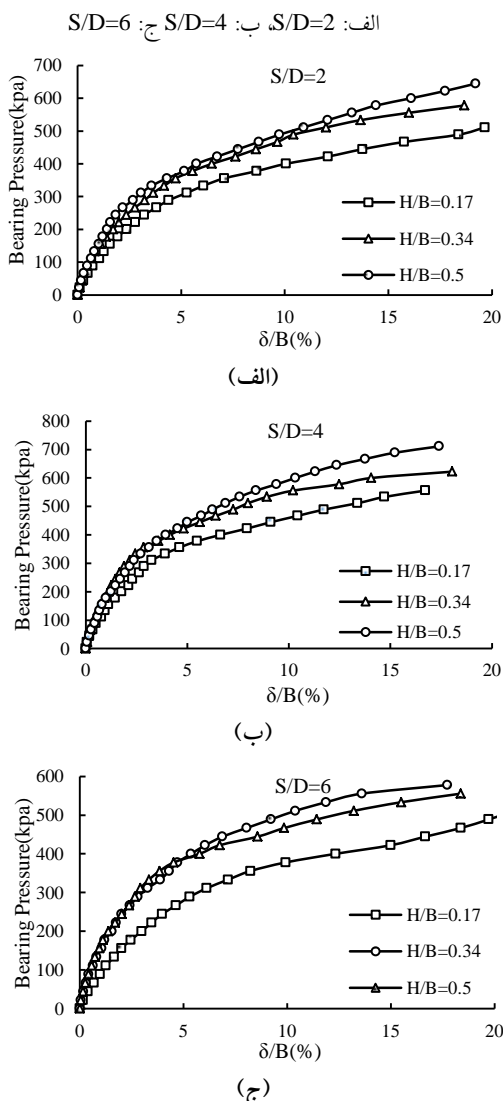 الف: S/D=2، ب: S/D=4 ج: S/D=6
S/D=2
Bearing Pressure(kpa)
700
600
500
400
300
200
100
0
H/B=0.17
H/B=0.34
H/B=0.5
0 5 10 15 20
δ/B(%)
(الف)
S/D=4
Bearing Pressure(kpa)
800
700
600
500
400
300
200
100
0
H/B=0.17
H/B=0.34
H/B=0.5
0 5 10 15 20
δ/B(%)
(ب)
S/D=6
Bearing Pressure(kpa)
600
500
400
300
200
100
0
H/B=0.17
H/B=0.34
H/B=0.5
0 5 10 15 20
δ/B(%)
(ج)